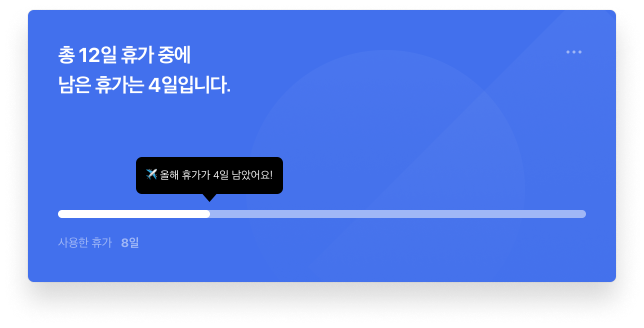 총 12일 휴가 중에
남은 휴가는 4일입니다.
✈️ 올해 휴가가 4일 남았어요!
사용한 휴가 8일